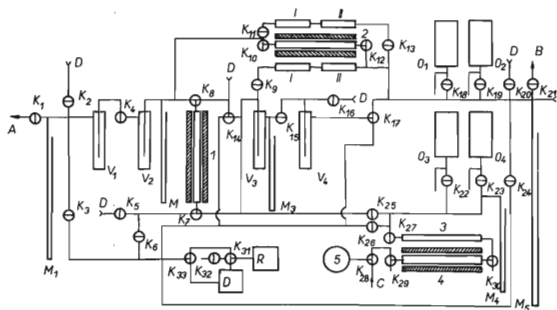 I II
K11 2 K13
K10 K12
I II
D K9 O1 O2 D B
K1 K2 K4 K8 D K16 D K18 K19 K20 K21
A K14 K15 K17
V1 V2 1 V3 V4 O3 O4
M M3 K22 K23 K24
K3 D K5 K7 K25
K6 K26 K27 3
M1 K33 K32 K31 R 5 K28 K29 4 K30
D C M4 M5